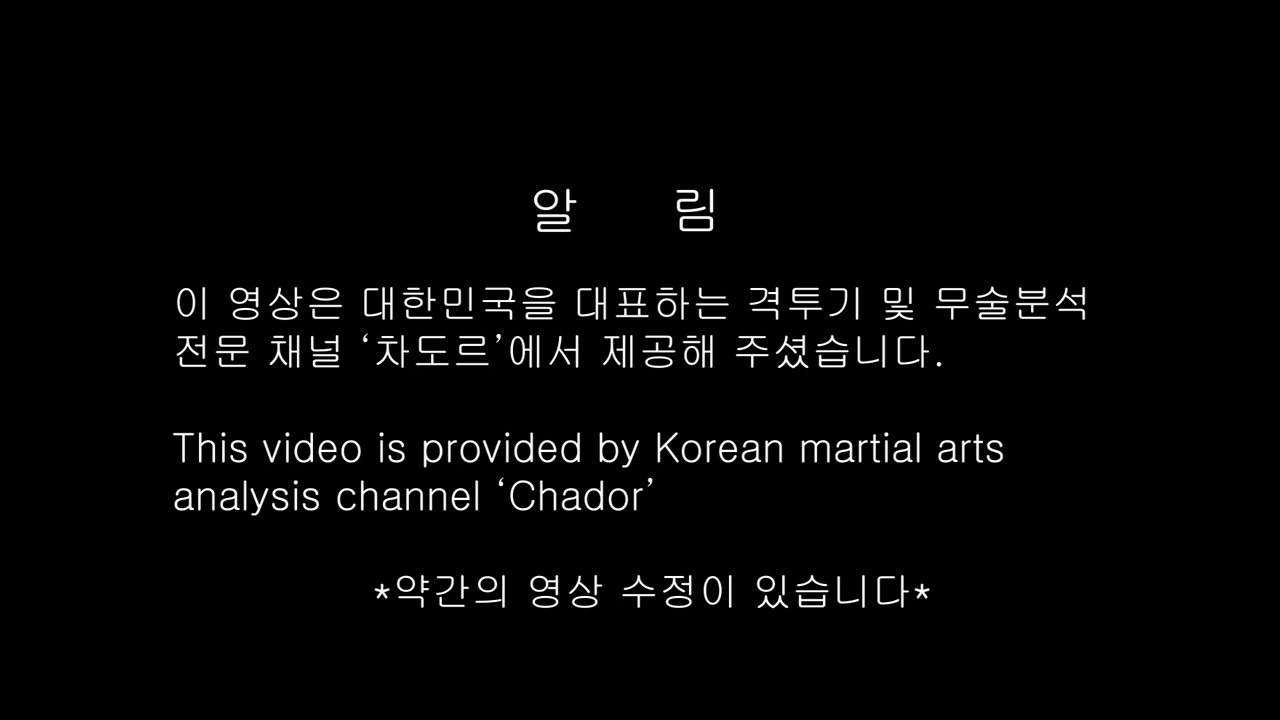 알 림
이 영상은 대한민국을 대표하는 격투기 및 무술분석
전문 채널 ‘차도르’에서 제공해 주셨습니다.
This video is provided by Korean martial arts
analysis channel ‘Chador’
*약간의 영상 수정이 있습니다*